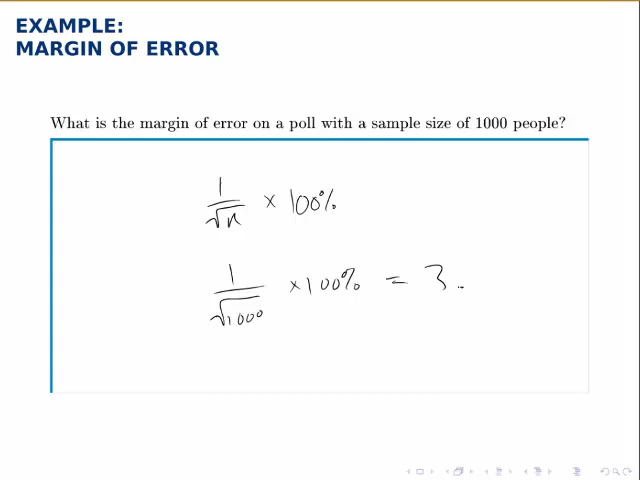 EXAMPLE:
MARGIN OF ERROR
What is the margin of error on a poll with a sample size of 1000 people?
1/√n × 100%
1/√1000 × 100% = 3.